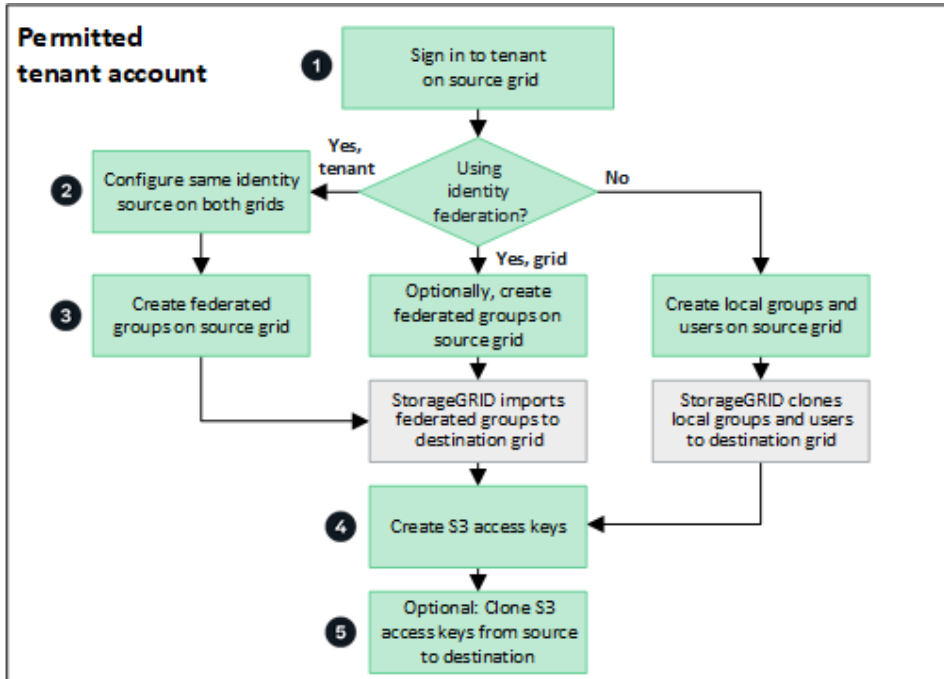 Permitted
tenant account
1
Sign in to tenant
on source grid
Yes,
tenant
Using
identity
federation?
No
2
Configure same identity
source on both grids
Yes, grid
3
Create federated
groups on source grid
Optionally, create
federated groups on
source grid
Create local groups and
users on source grid
StorageGRID imports
federated groups to
destination grid
StorageGRID clones
local groups and users
to destination grid
4
Create S3 access keys
5
Optional: Clone S3
access keys from source
to destination